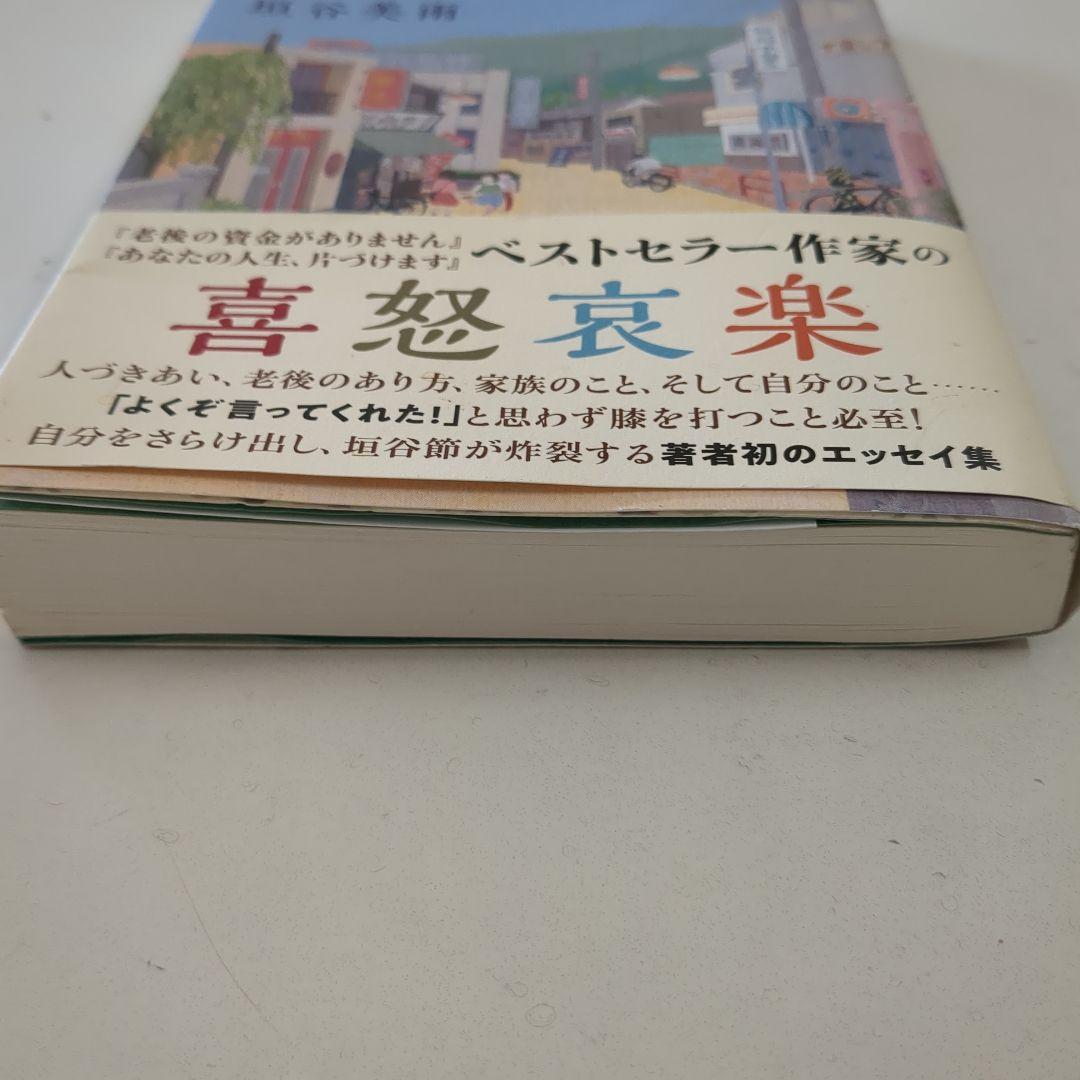 垣谷美雨
『老後の資金がありません』
『あなたの人生、片づけます』
ベストセラー作家の
喜怒哀楽
人づきあい、老後のあり方、家族のこと、そして自分のこと……
「よくぞ言ってくれた!」と思わず膝を打つこと必至!
自分をさらけ出し、垣谷節が炸裂する著者初のエッセイ集